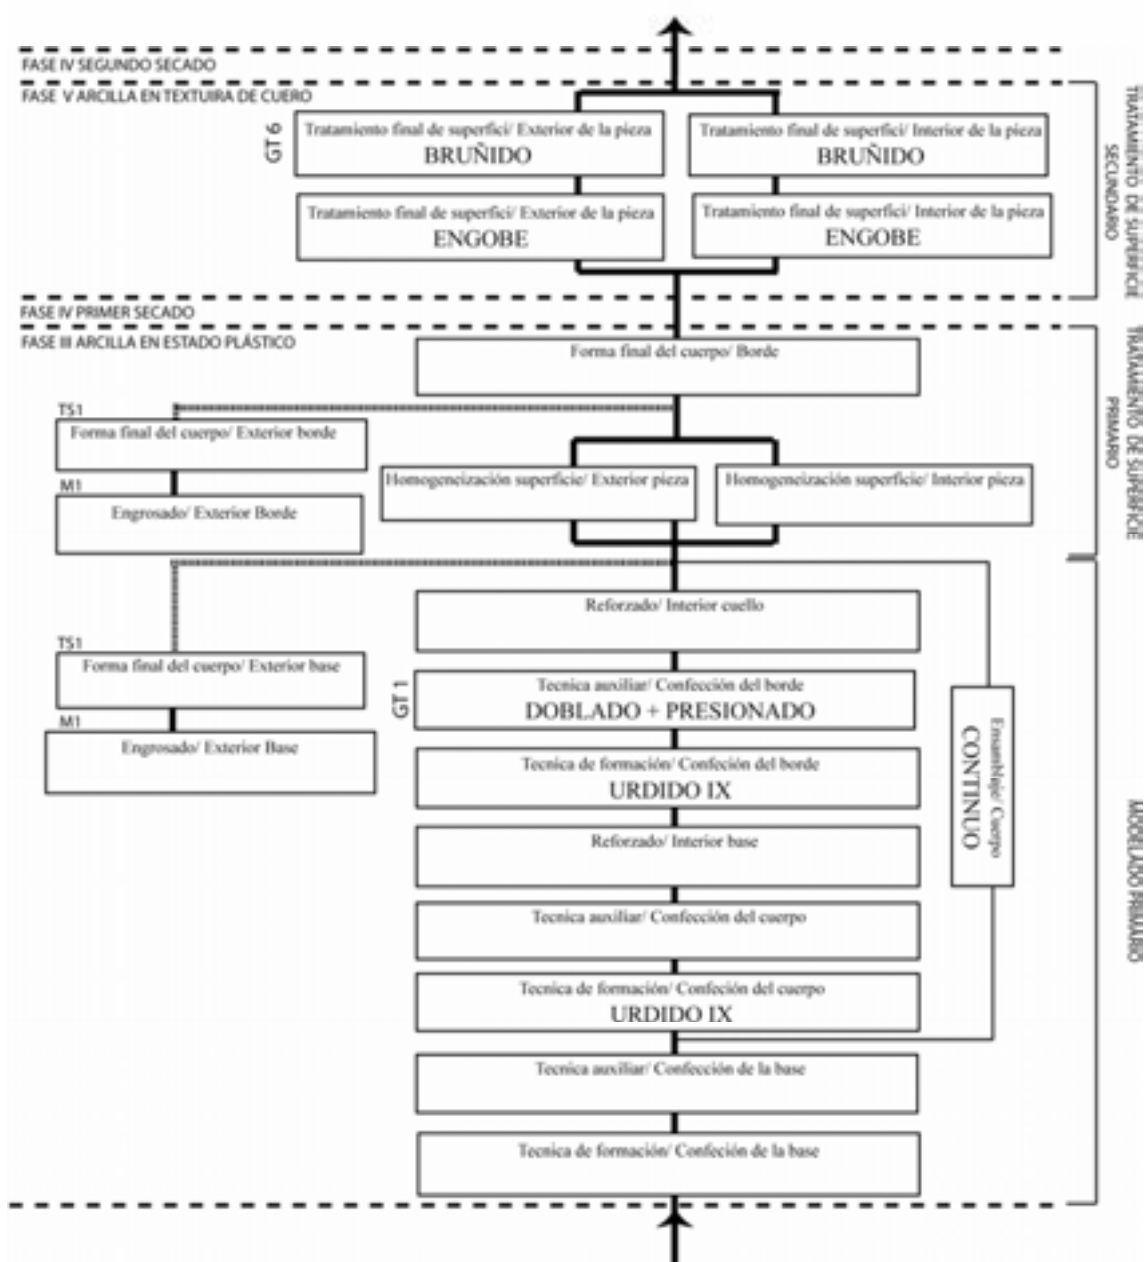 FASE IV SEGUNDO SECADO
FASE V ARCILLA EN TEXTUIRA DE CUERO
GT 6
Tratamiento final de superfici/ Exterior de la pieza
BRUÑIDO
Tratamiento final de superfici/ Interior de la pieza
BRUÑIDO
Tratamiento final de superfici/ Exterior de la pieza
ENGOBE
Tratamiento final de superfici/ Interior de la pieza
ENGOBE
TRATAMIENTO DE SUPERFICIE
SECUNDARIO
FASE IV PRIMER SECADO
FASE III ARCILLA EN ESTADO PLÁSTICO
Forma final del cuerpo/ Borde
TS1
Forma final del cuerpo/ Exterior borde
M1
Engrosado/ Exterior Borde
Homogeneización superficie/ Exterior pieza
Homogeneización superficie/ Interior pieza
TRATAMIENTO DE SUPERFICIE
PRIMARIO
Reforzado/ Interior cuello
TS1
Forma final del cuerpo/ Exterior base
M1
Engrosado/ Exterior Base
GT 1
Tecnica auxiliar/ Confección del borde
DOBLADO + PRESIONADO
Tecnica de formación/ Confeción del borde
URDIDO IX
Reforzado/ Interior base
Ensamblaje/ Cuerpo
CONTINUO
Tecnica auxiliar/ Confección del cuerpo
Tecnica de formación/ Confeción del cuerpo
URDIDO IX
Tecnica auxiliar/ Confección de la base
Tecnica de formación/ Confeción de la base
MODELADO PRIMARIO